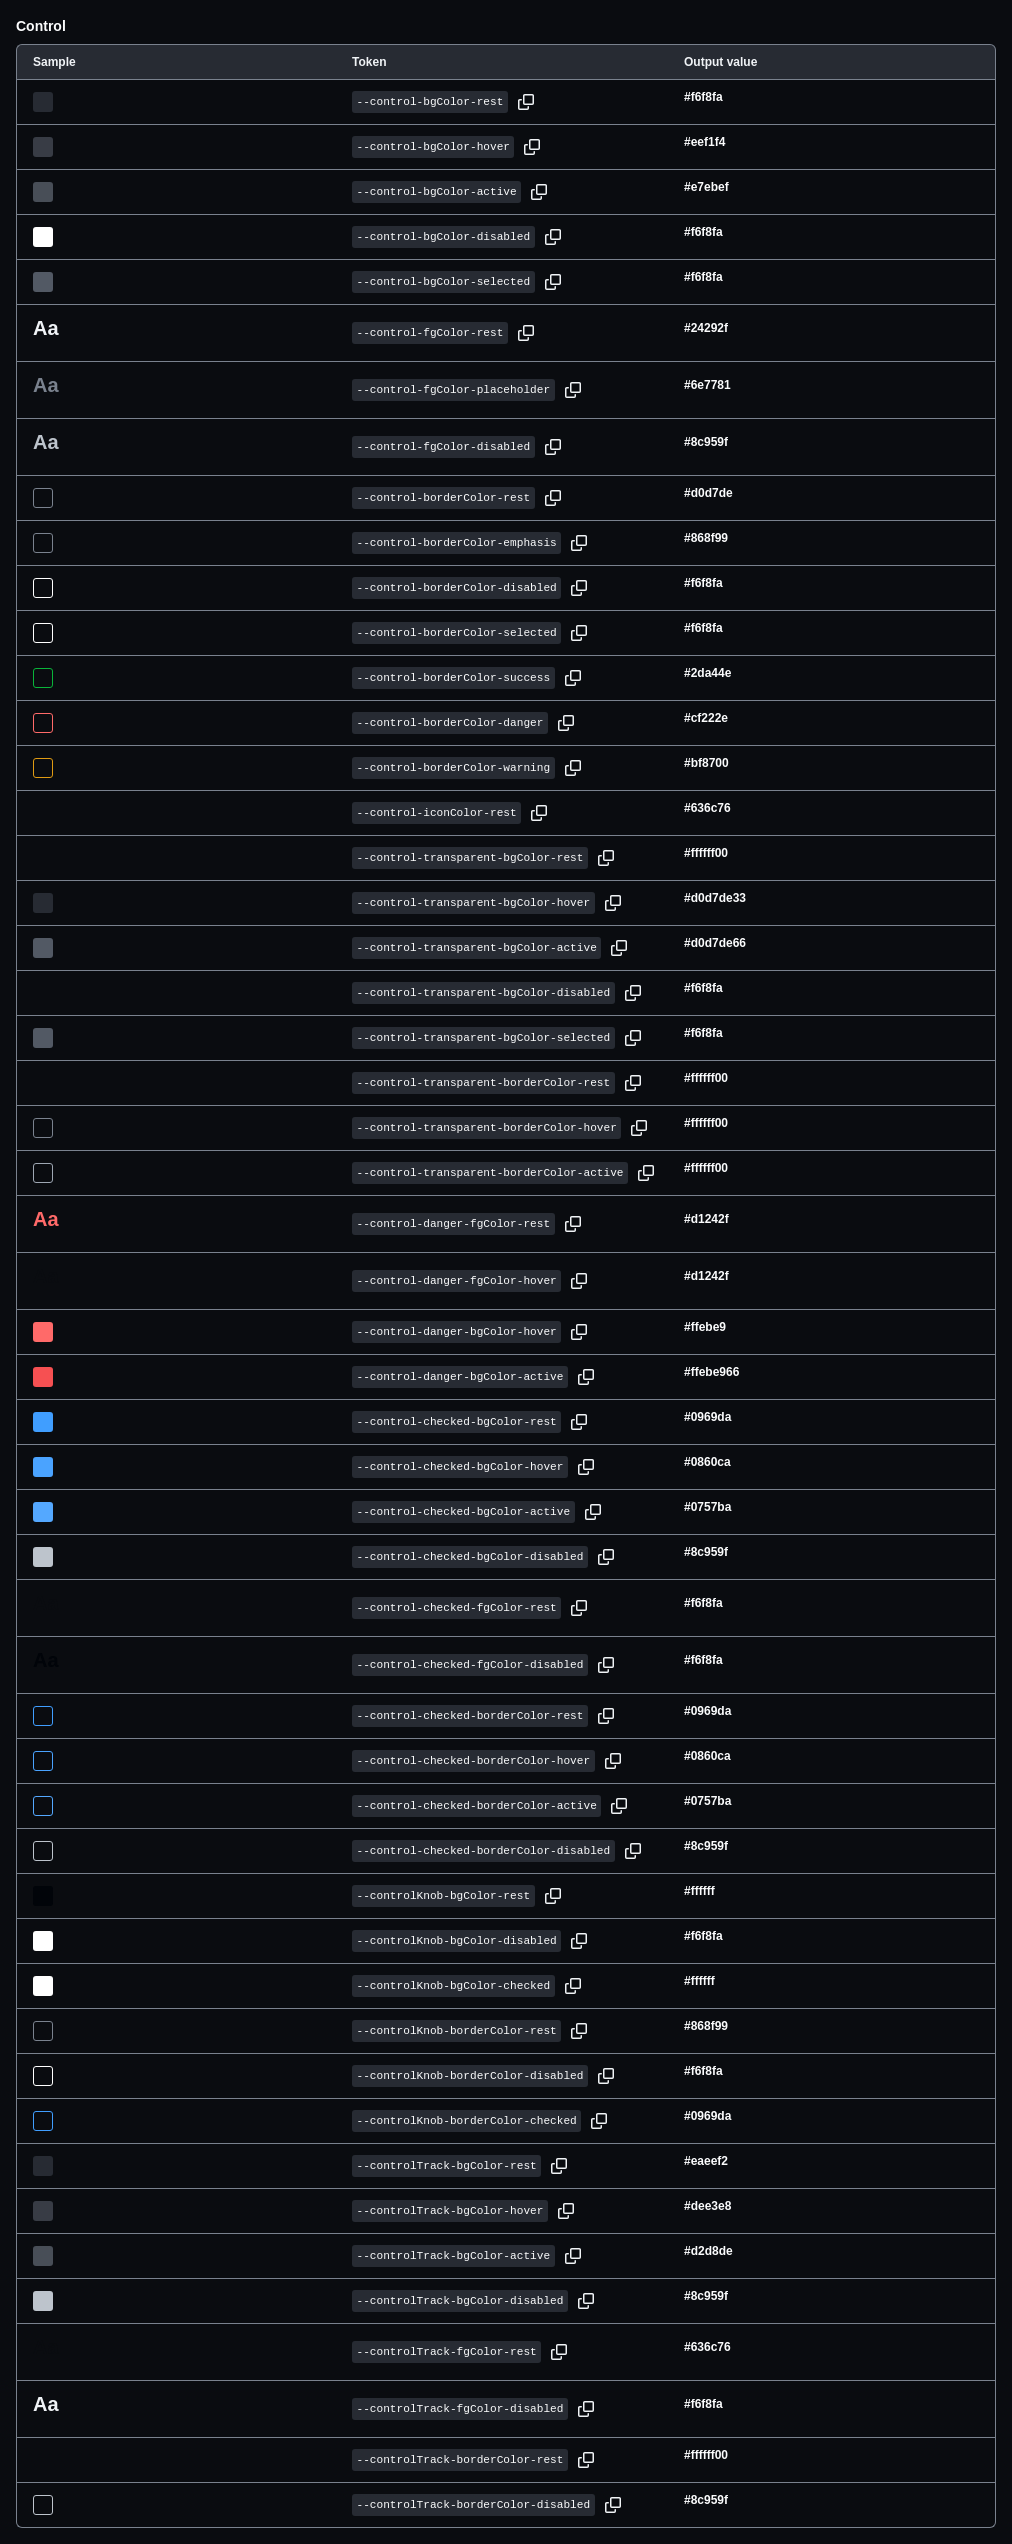 Control
Sample Token Output value
--control-bgColor-rest #f6f8fa
--control-bgColor-hover #eef1f4
--control-bgColor-active #e7ebef
--control-bgColor-disabled #f6f8fa
--control-bgColor-selected #f6f8fa
Aa --control-fgColor-rest #24292f
Aa --control-fgColor-placeholder #6e7781
Aa --control-fgColor-disabled #8c959f
--control-borderColor-rest #d0d7de
--control-borderColor-emphasis #868f99
--control-borderColor-disabled #f6f8fa
--control-borderColor-selected #f6f8fa
--control-borderColor-success #2da44e
--control-borderColor-danger #cf222e
--control-borderColor-warning #bf8700
--control-iconColor-rest #636c76
--control-transparent-bgColor-rest #ffffff00
--control-transparent-bgColor-hover #d0d7de33
--control-transparent-bgColor-active #d0d7de66
--control-transparent-bgColor-disabled #f6f8fa
--control-transparent-bgColor-selected #f6f8fa
--control-transparent-borderColor-rest #ffffff00
--control-transparent-borderColor-hover #ffffff00
--control-transparent-borderColor-active #ffffff00
Aa --control-danger-fgColor-rest #d1242f
--control-danger-fgColor-hover #d1242f
--control-danger-bgColor-hover #ffebe9
--control-danger-bgColor-active #ffebe966
--control-checked-bgColor-rest #0969da
--control-checked-bgColor-hover #0860ca
--control-checked-bgColor-active #0757ba
--control-checked-bgColor-disabled #8c959f
--control-checked-fgColor-rest #f6f8fa
Aa --control-checked-fgColor-disabled #f6f8fa
--control-checked-borderColor-rest #0969da
--control-checked-borderColor-hover #0860ca
--control-checked-borderColor-active #0757ba
--control-checked-borderColor-disabled #8c959f
--controlKnob-bgColor-rest #ffffff
--controlKnob-bgColor-disabled #f6f8fa
--controlKnob-bgColor-checked #ffffff
--controlKnob-borderColor-rest #868f99
--controlKnob-borderColor-disabled #f6f8fa
--controlKnob-borderColor-checked #0969da
--controlTrack-bgColor-rest #eaeef2
--controlTrack-bgColor-hover #dee3e8
--controlTrack-bgColor-active #d2d8de
--controlTrack-bgColor-disabled #8c959f
--controlTrack-fgColor-rest #636c76
Aa --controlTrack-fgColor-disabled #f6f8fa
--controlTrack-borderColor-rest #ffffff00
--controlTrack-borderColor-disabled #8c959f